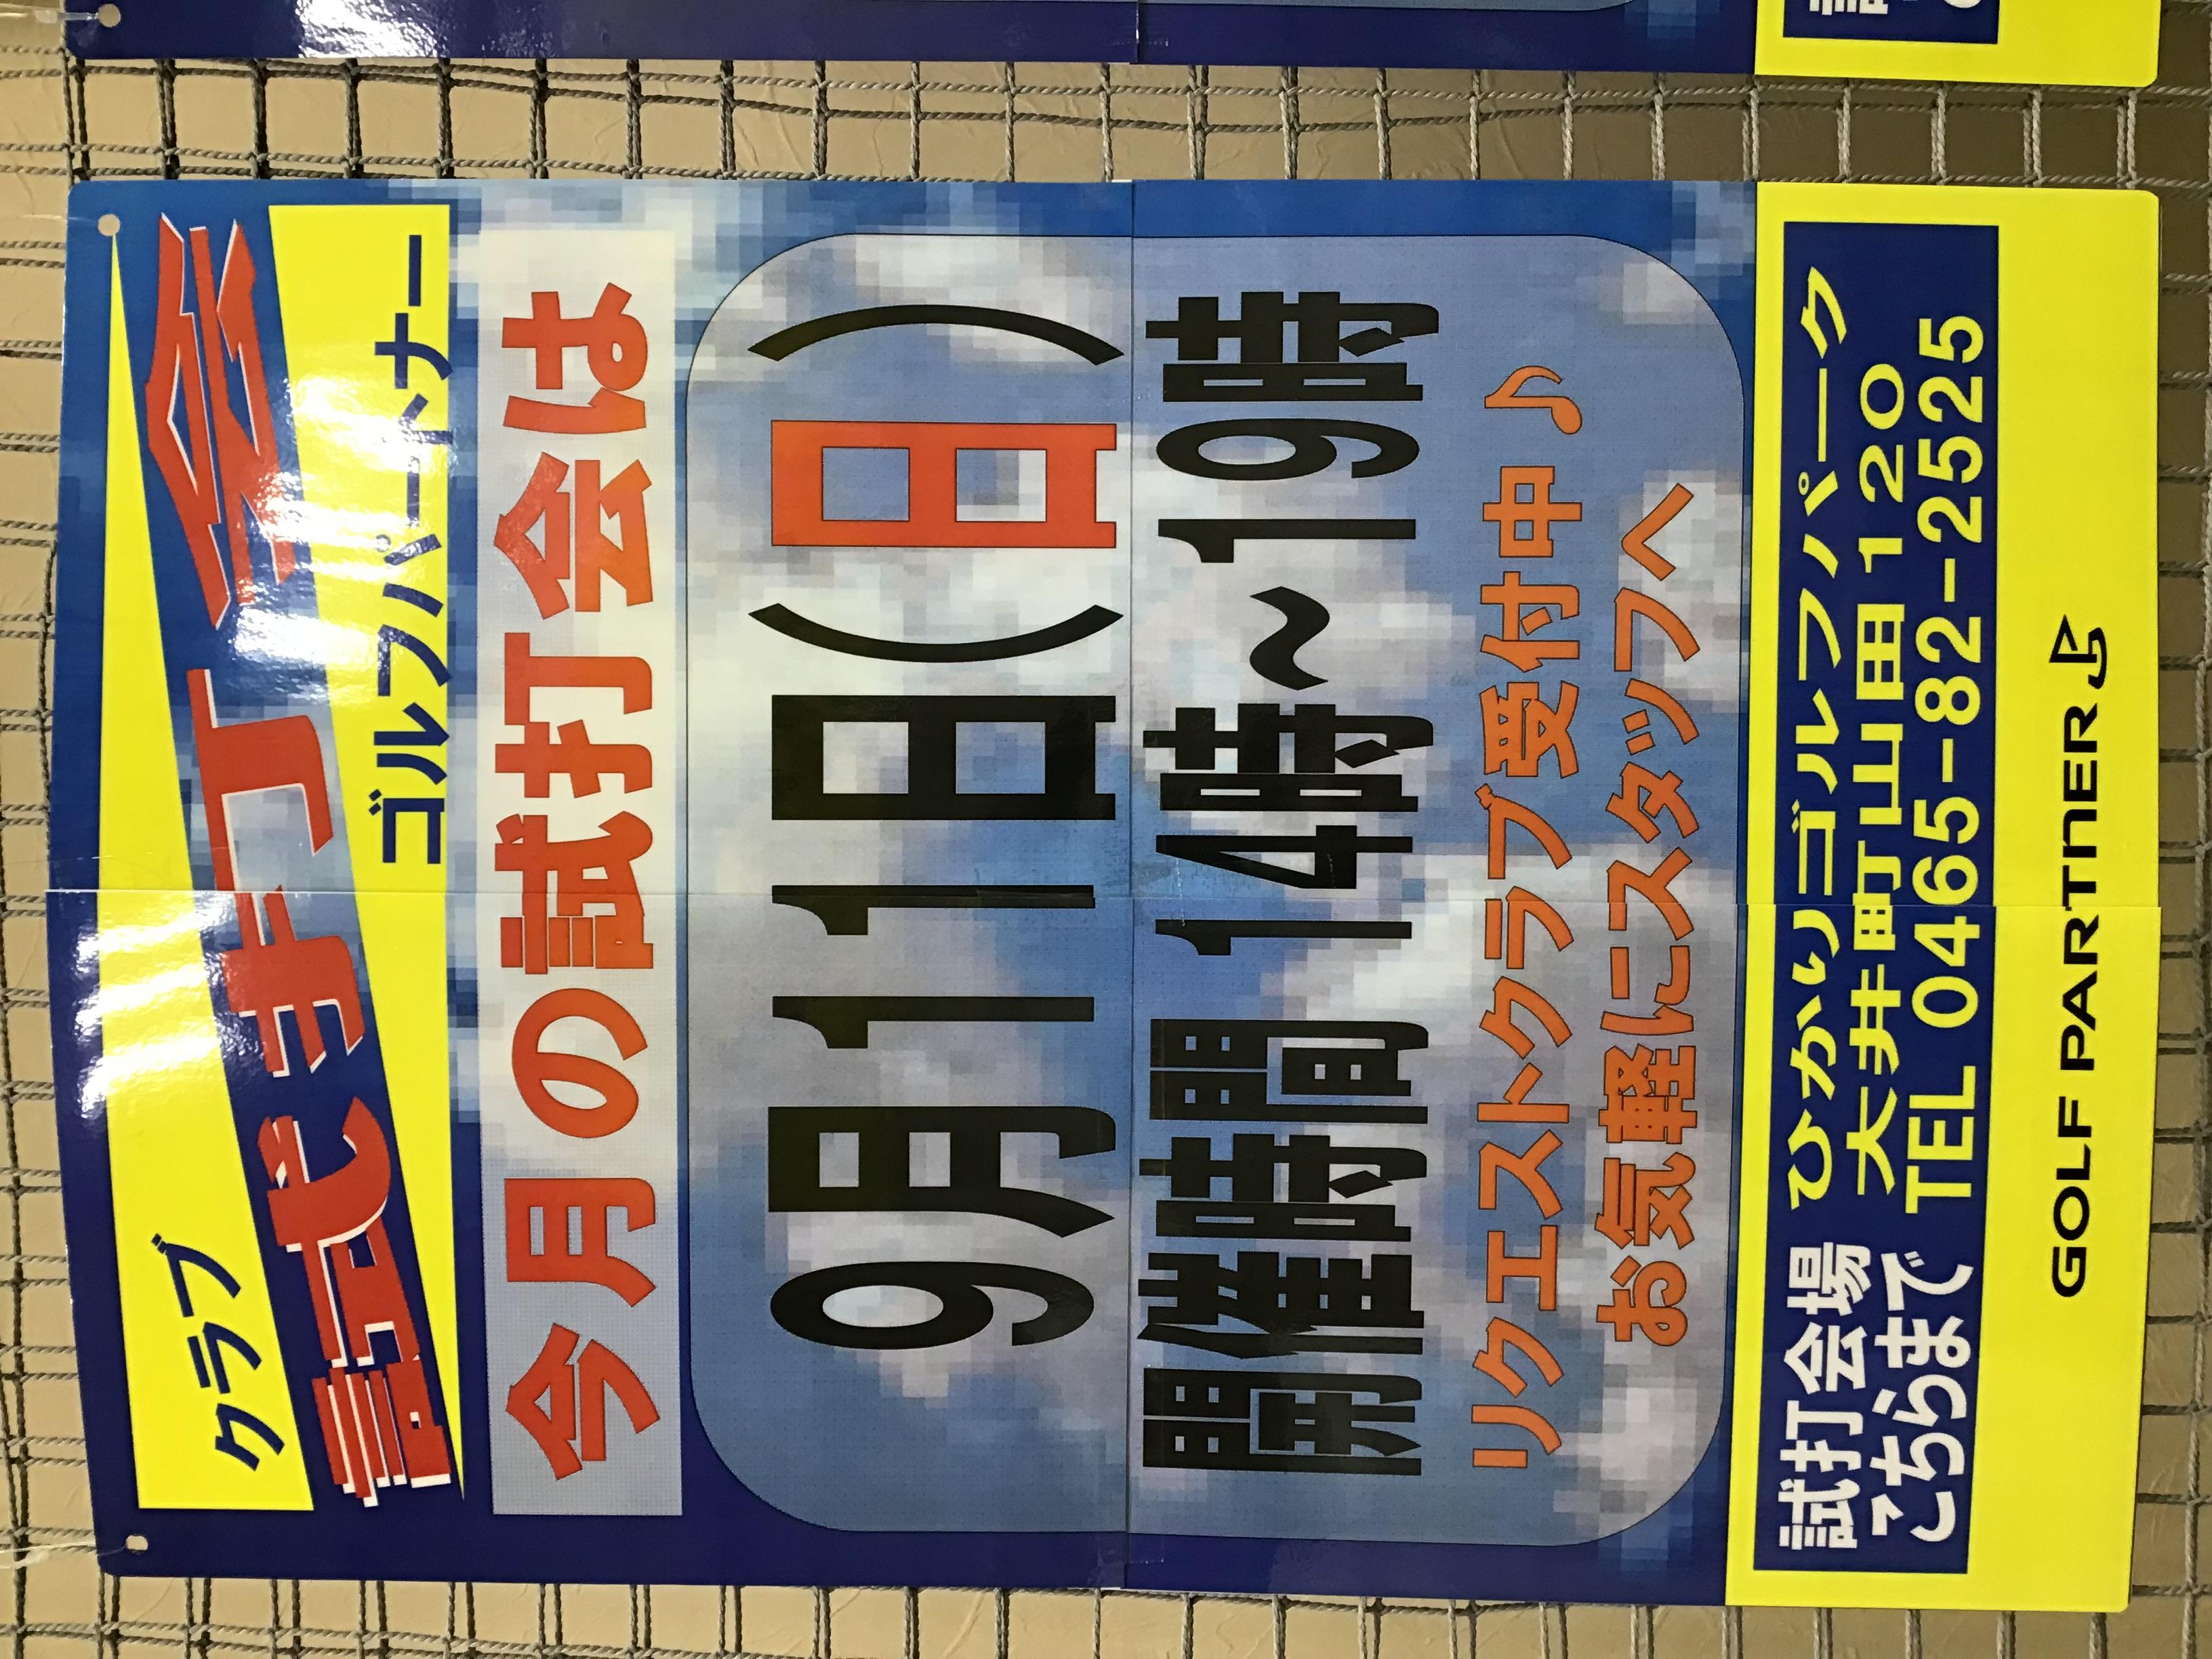 クラブ
試打会
ゴルフパートナー
今月の試打会は
9月11日(日)
開催時間 14時~19時
リクエストクラブ受付中♪
お気軽にスタッフへ
試打会場 ひかりゴルフパーク
大井町山田120
こちらまで TEL 0465-82-2525
GOLF PARTNER